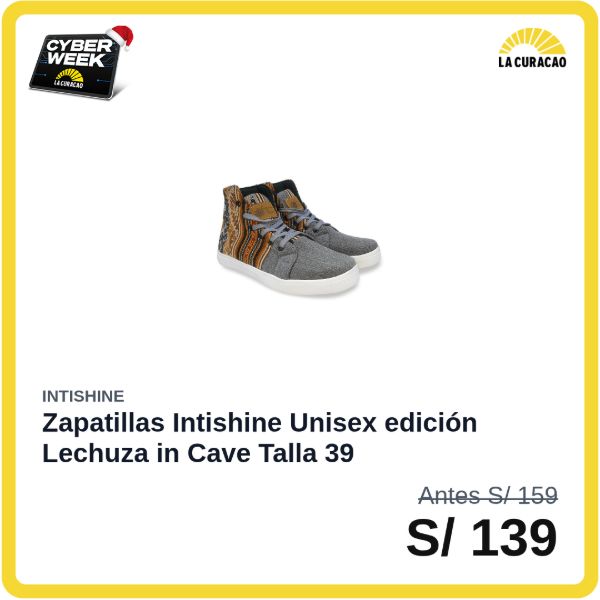 CYBER
WEEK
LA CURACAO
LA CURACAO
INTISHINE
Zapatillas Intishine Unisex edición
Lechuza in Cave Talla 39
Antes S/ 159
S/ 139